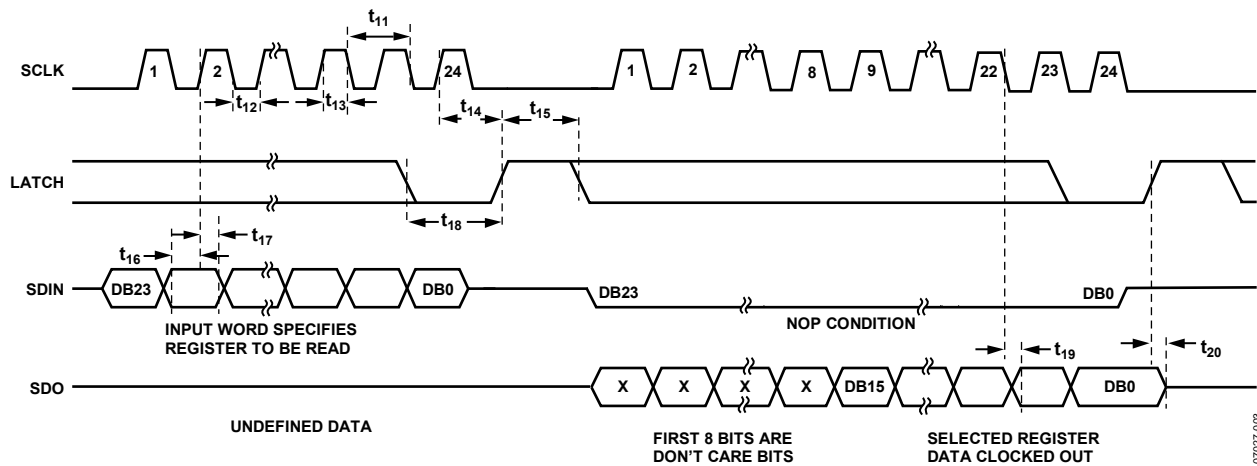 t11
SCLK
1
2
24
1
2
8
9
22
23
24
t12
t13
t14
t15
LATCH
t18
t16
t17
SDIN
DB23
DB0
DB23
DB0
INPUT WORD SPECIFIES
REGISTER TO BE READ
NOP CONDITION
t19
t20
SDO
X
X
X
X
DB15
DB0
UNDEFINED DATA
FIRST 8 BITS ARE
DON'T CARE BITS
SELECTED REGISTER
DATA CLOCKED OUT